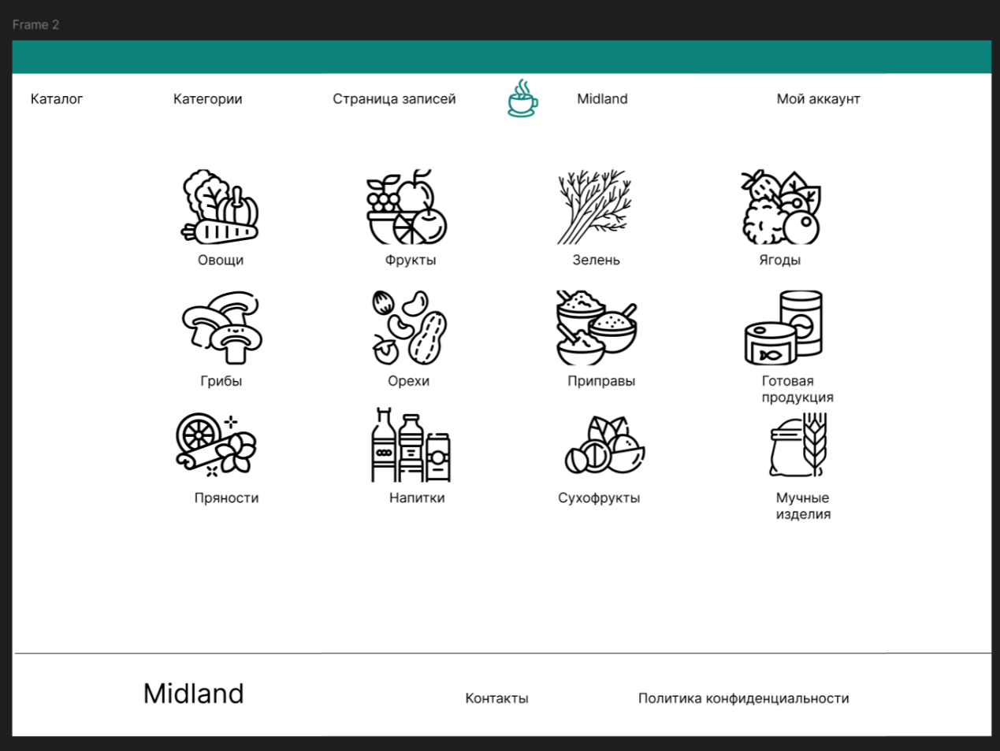 Frame 2
Каталог
Категории
Страница записей
Midland
Мой аккаунт
Овощи
Фрукты
Зелень
Ягоды
Грибы
Орехи
Приправы
Готовая
продукция
Пряности
Напитки
Сухофрукты
Мучные
изделия
Midland
Контакты
Политика конфиденциальности